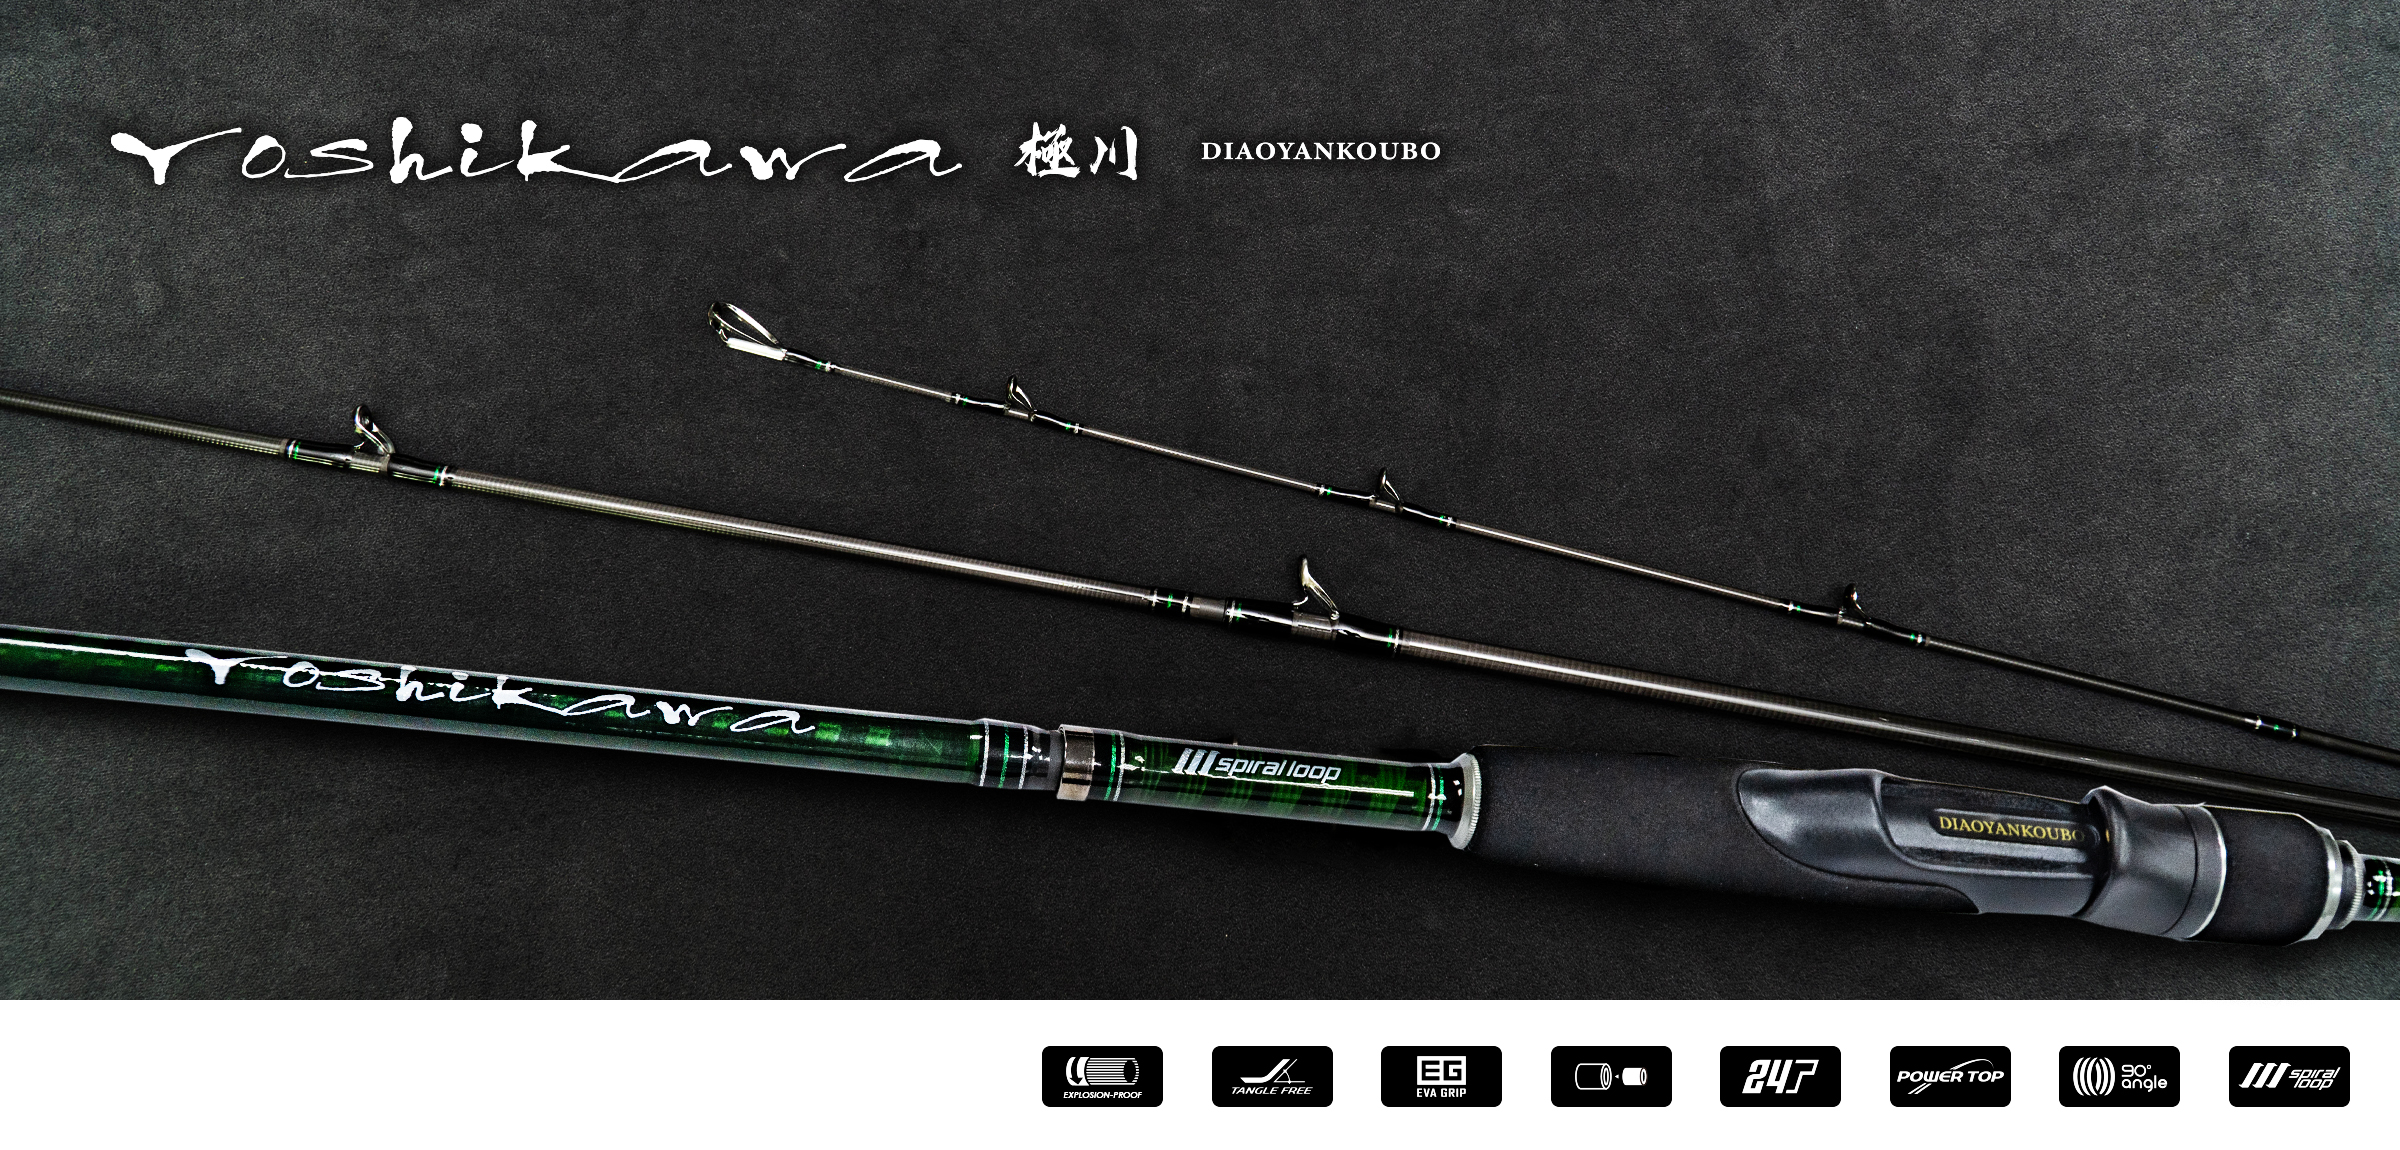 Yoshikawa 極川 DIAOYANKOUBO
Yoshikawa
spiral loop
DIAOYANKOUBO
EXPLOSION-PROOF
TANGLE FREE
EG
EVA GRIP
247
POWER TOP
90°
angle
spiral
loop